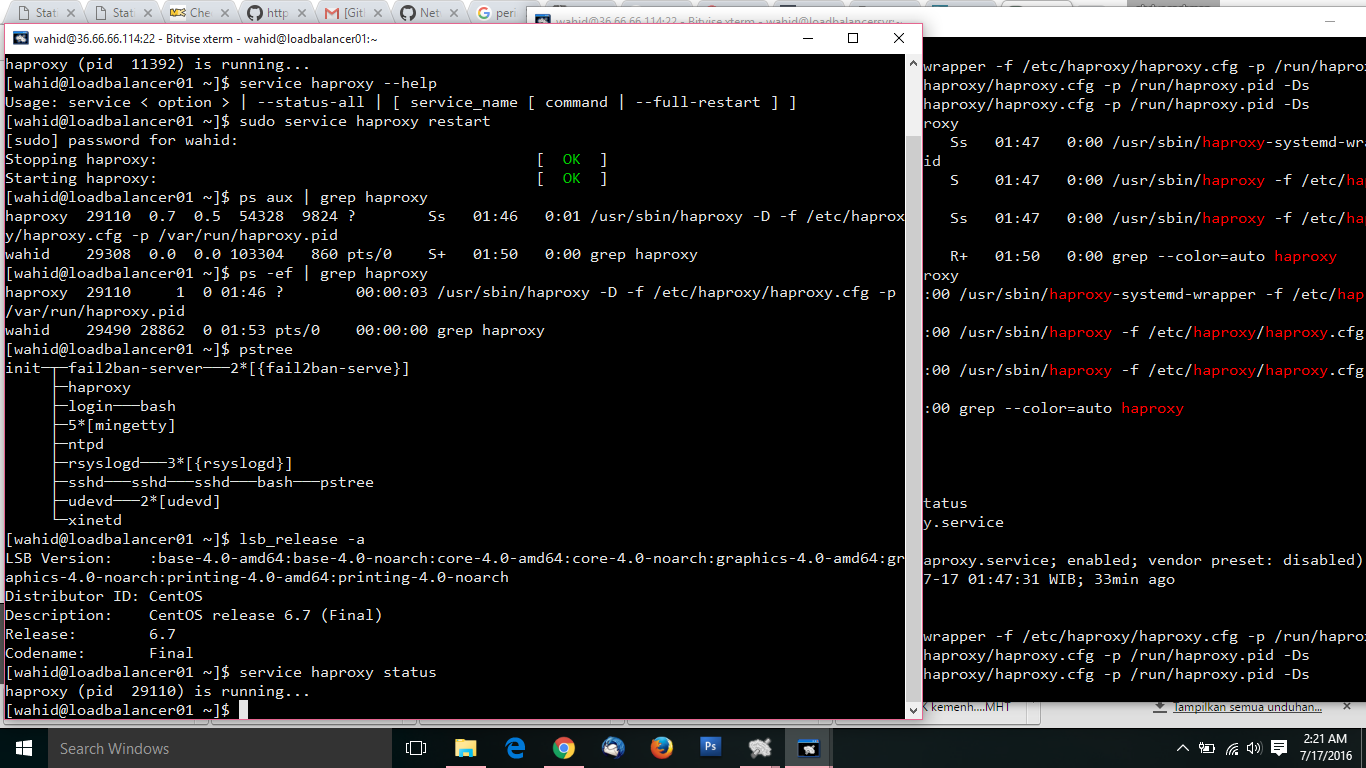 Stati
Stati
Che
http
[Git
Net
peri
wahid@36.66.66.114:22 - Bitvise xterm - wahid@loadbalancersvr:~
wahid@36.66.66.114:22 - Bitvise xterm - wahid@loadbalancer01:~
haproxy (pid  11392) is running...
[wahid@loadbalancer01 ~]$ service haproxy --help
Usage: service < option > | --status-all | [ service_name [ command | --full-restart ] ]
[wahid@loadbalancer01 ~]$ sudo service haproxy restart
[sudo] password for wahid:
Stopping haproxy:                                          [  OK  ]
Starting haproxy:                                          [  OK  ]
[wahid@loadbalancer01 ~]$ ps aux | grep haproxy
haproxy  29110  0.7  0.5  54328  9824 ?        Ss   01:46   0:01 /usr/sbin/haproxy -D -f /etc/haprox
y/haproxy.cfg -p /var/run/haproxy.pid
wahid    29308  0.0  0.0 103304   860 pts/0    S+   01:50   0:00 grep haproxy
[wahid@loadbalancer01 ~]$ ps -ef | grep haproxy
haproxy  29110     1  0 01:46 ?        00:00:03 /usr/sbin/haproxy -D -f /etc/haproxy/haproxy.cfg -p
/var/run/haproxy.pid
wahid    29490 28862  0 01:53 pts/0    00:00:00 grep haproxy
[wahid@loadbalancer01 ~]$ pstree
init─┬─fail2ban-server───2*[{fail2ban-serve}]
     ├─haproxy
     ├─login───bash
     ├─5*[mingetty]
     ├─ntpd
     ├─rsyslogd───3*[{rsyslogd}]
     ├─sshd───sshd───sshd───bash───pstree
     ├─udevd───2*[udevd]
     └─xinetd
[wahid@loadbalancer01 ~]$ lsb_release -a
LSB Version:    :base-4.0-amd64:base-4.0-noarch:core-4.0-amd64:core-4.0-noarch:graphics-4.0-amd64:gr
aphics-4.0-noarch:printing-4.0-amd64:printing-4.0-noarch
Distributor ID: CentOS
Description:    CentOS release 6.7 (Final)
Release:        6.7
Codename:       Final
[wahid@loadbalancer01 ~]$ service haproxy status
haproxy (pid  29110) is running...
[wahid@loadbalancer01 ~]$
wrapper -f /etc/haproxy/haproxy.cfg -p /run/hapro
haproxy/haproxy.cfg -p /run/haproxy.pid -Ds
haproxy/haproxy.cfg -p /run/haproxy.pid -Ds
roxy
Ss   01:47   0:00 /usr/sbin/haproxy-systemd-wr
id
S    01:47   0:00 /usr/sbin/haproxy -f /etc/ha
Ss   01:47   0:00 /usr/sbin/haproxy -f /etc/ha
R+   01:50   0:00 grep --color=auto haproxy
roxy
:00 /usr/sbin/haproxy-systemd-wrapper -f /etc/hap
:00 /usr/sbin/haproxy -f /etc/haproxy/haproxy.cfg
:00 /usr/sbin/haproxy -f /etc/haproxy/haproxy.cfg
:00 grep --color=auto haproxy
tatus
y.service
aproxy.service; enabled; vendor preset: disabled)
7-17 01:47:31 WIB; 33min ago
wrapper -f /etc/haproxy/haproxy.cfg -p /run/hapro
haproxy/haproxy.cfg -p /run/haproxy.pid -Ds
haproxy/haproxy.cfg -p /run/haproxy.pid -Ds
K kemenh....MHT
Tampilkan semua unduhan...
Search Windows
Ps
2:21 AM
7/17/2016